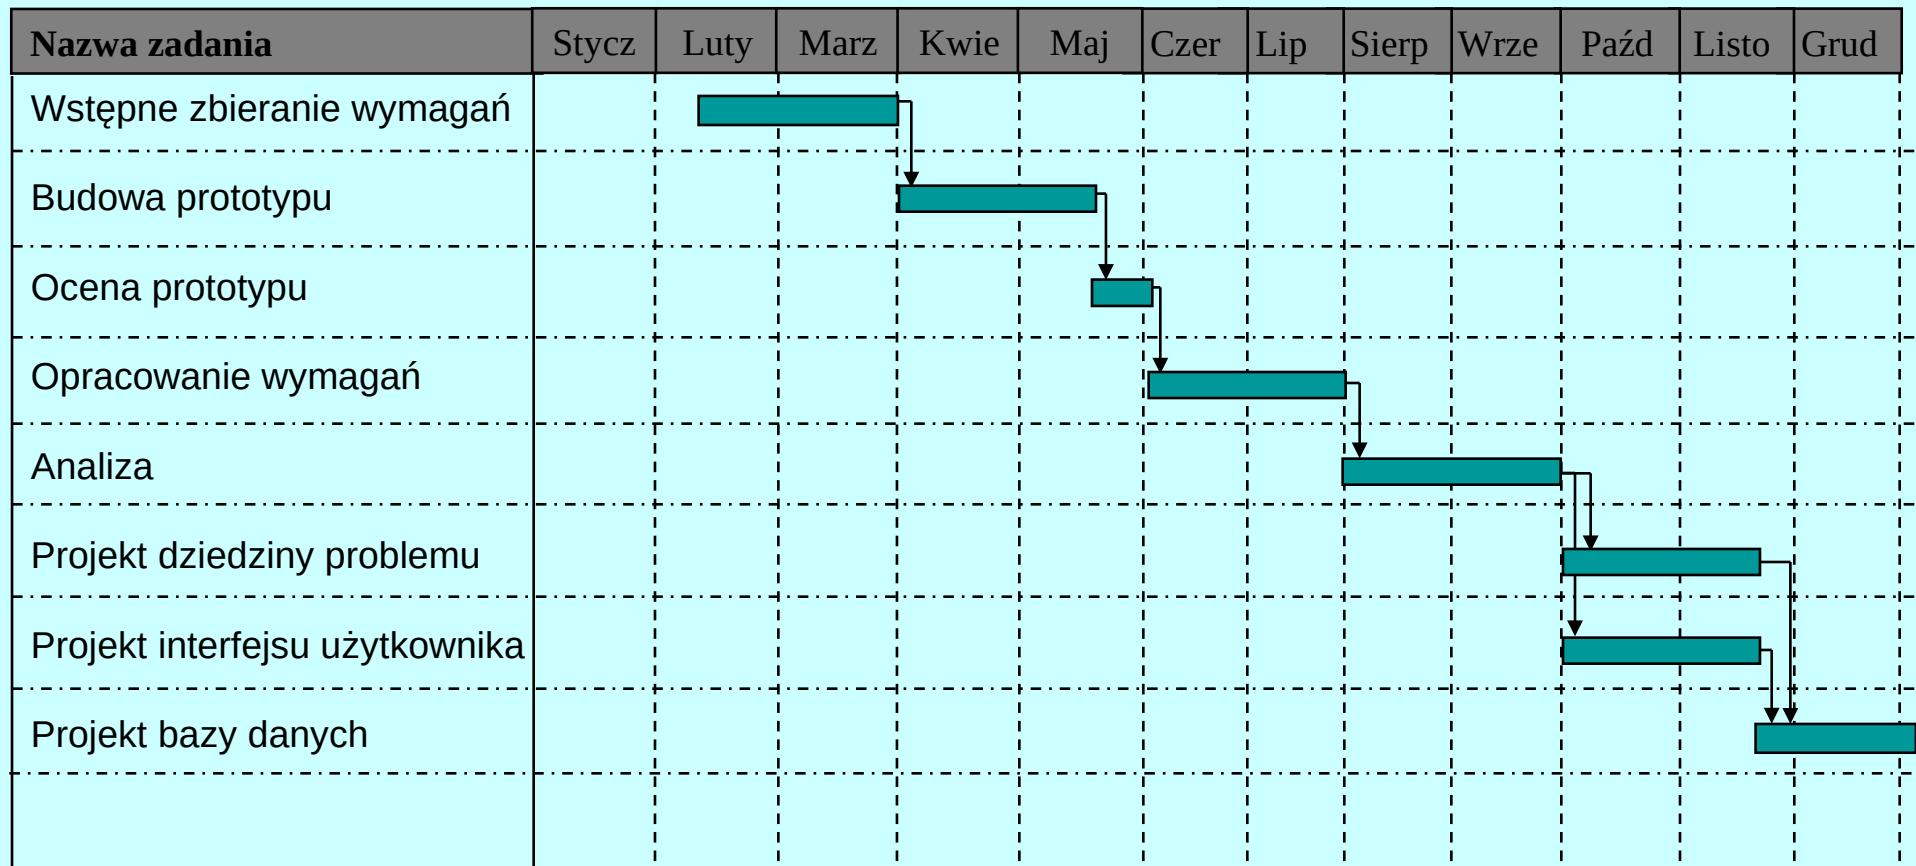 Nazwa zadania Stycz Luty Marz Kwie Maj Czer Lip Sierp Wrze Paźd Listo Grud
Wstępne zbieranie wymagań
Budowa prototypu
Ocena prototypu
Opracowanie wymagań
Analiza
Projekt dziedziny problemu
Projekt interfejsu użytkownika
Projekt bazy danych